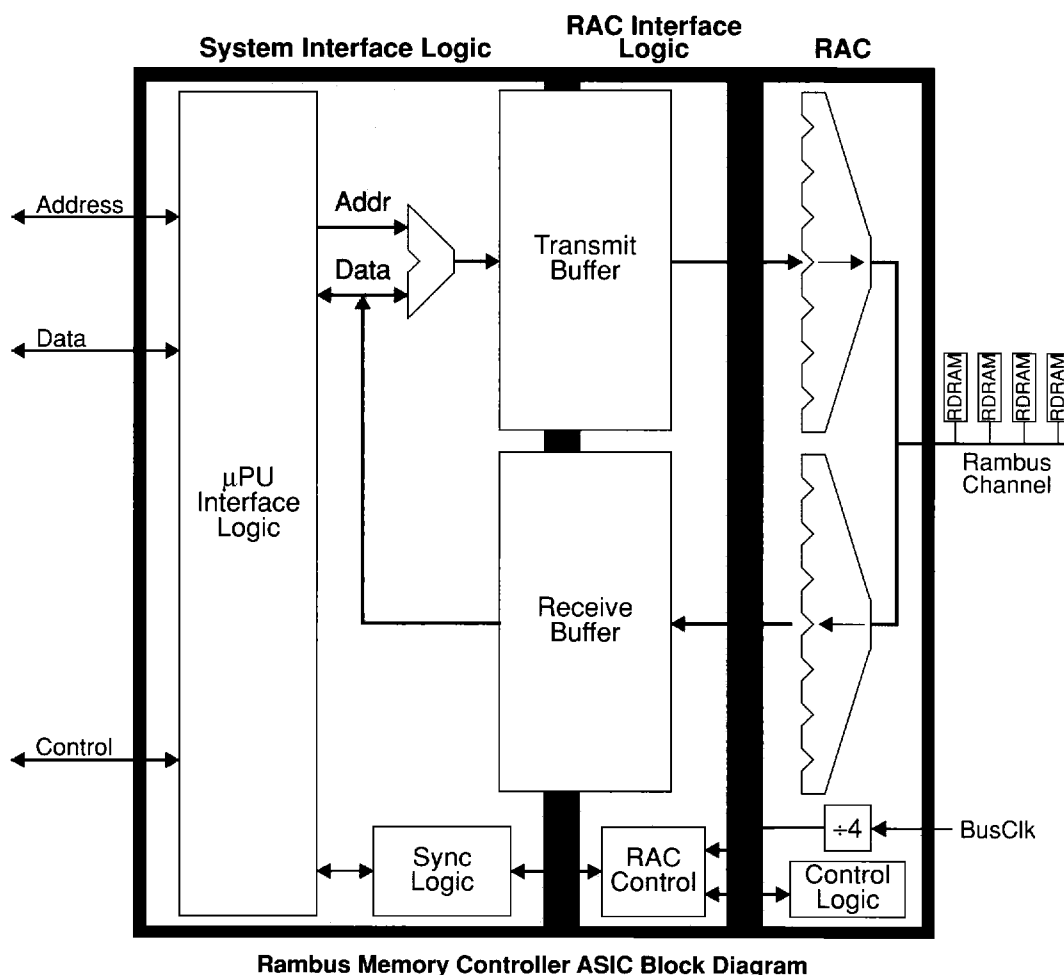 System Interface Logic
RAC Interface
Logic
RAC
Address
Addr
Data
Transmit
Buffer
Data
RDRAM
RDRAM
RDRAM
RDRAM
Rambus
Channel
μPU
Interface
Logic
Receive
Buffer
Control
÷4
BusClk
Sync
Logic
RAC
Control
Control
Logic
Rambus Memory Controller ASIC Block Diagram